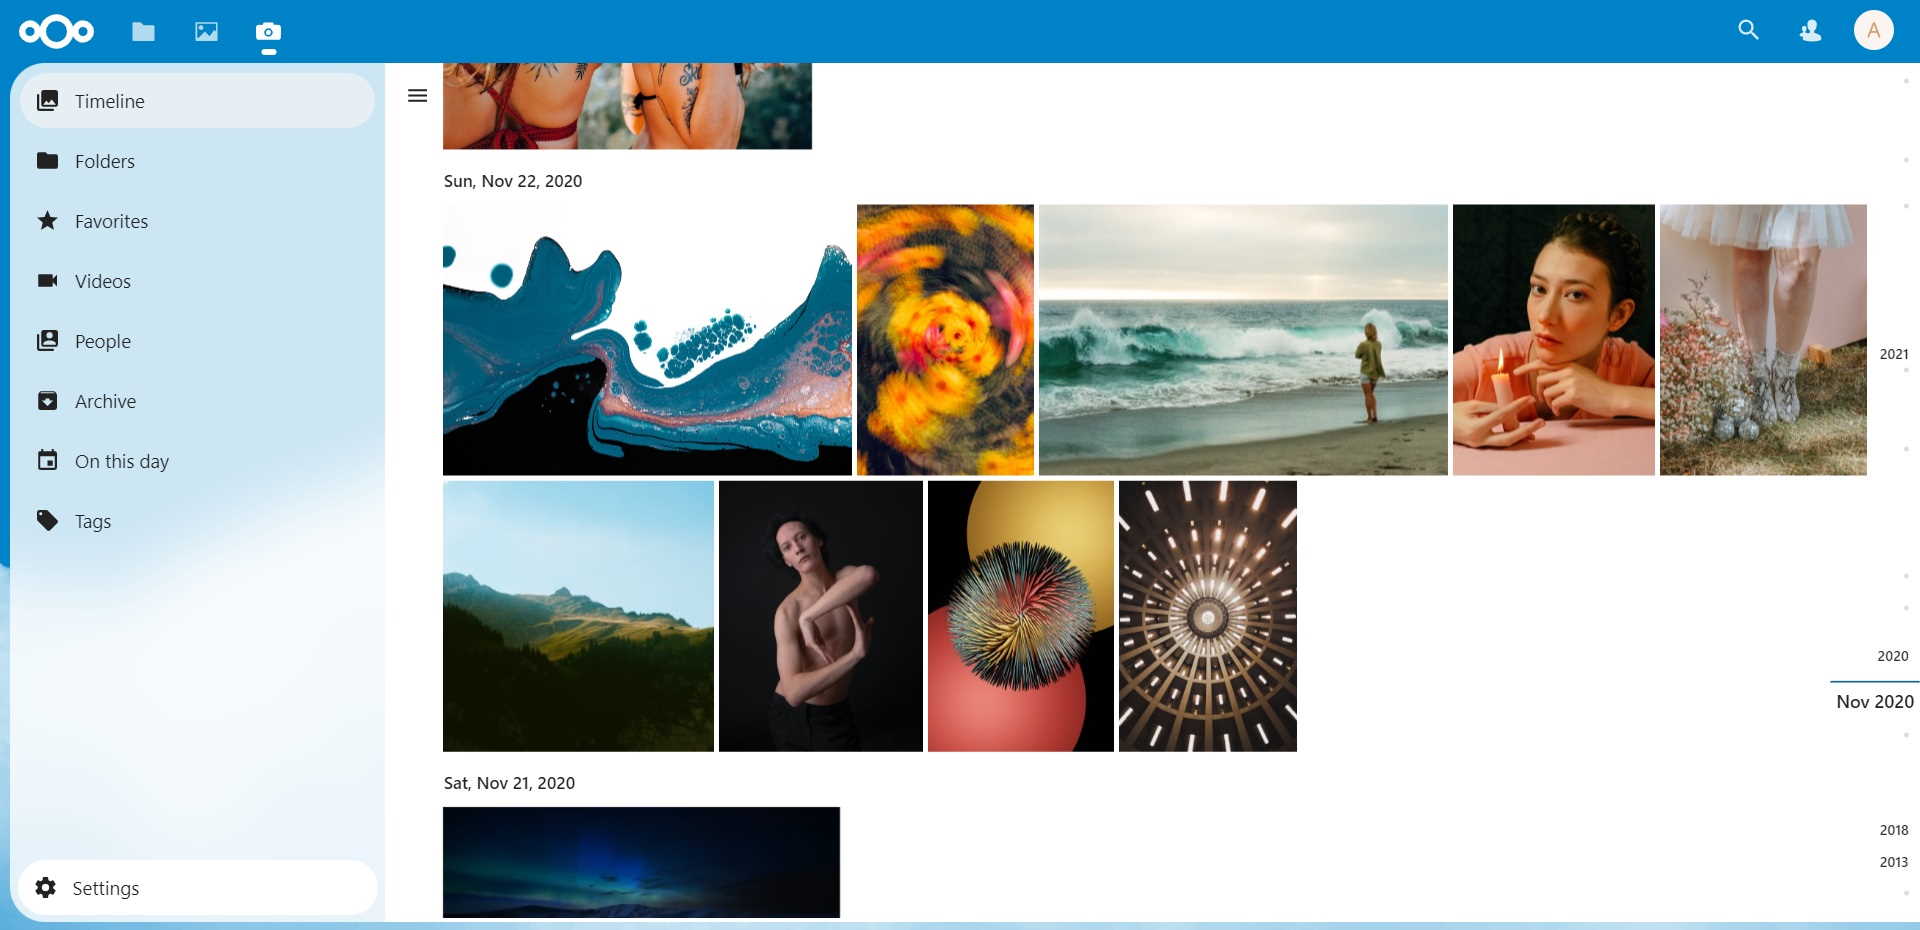 A
Timeline
Folders
Favorites
Videos
People
Archive
On this day
Tags
Settings
Sun, Nov 22, 2020
Sat, Nov 21, 2020
2021
2020
Nov 2020
2018
2013